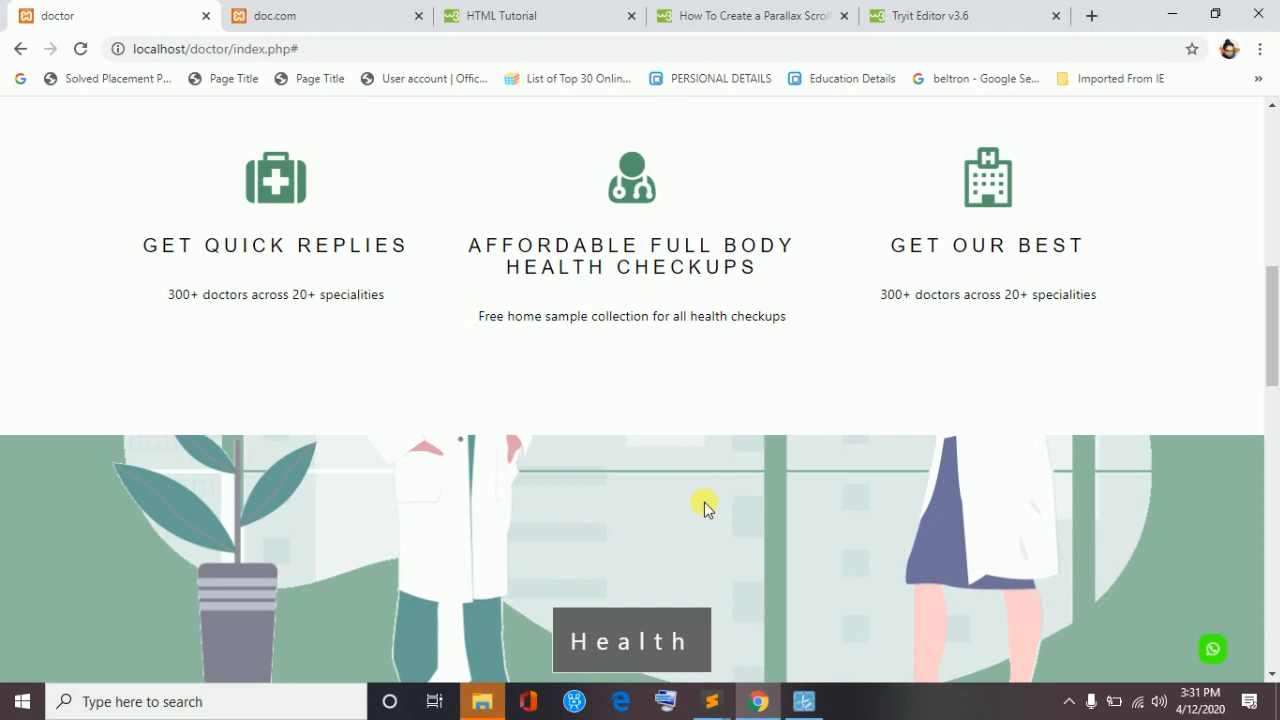 doctor
doc.com
HTML Tutorial
How To Create a Parallax Scroll
Tryit Editor v3.6
localhost/doctor/index.php#
Solved Placement P...
Page Title
Page Title
User account | Offic...
List of Top 30 Onlin...
PERSIONAL DETAILS
Education Details
beltron - Google Se...
Imported From IE
»
H
GET QUICK REPLIES
AFFORDABLE FULL BODY
HEALTH CHECKUPS
GET OUR BEST
300+ doctors across 20+ specialities
Free home sample collection for all health checkups
300+ doctors across 20+ specialities
Health
Type here to search
3:31 PM
4/12/2020